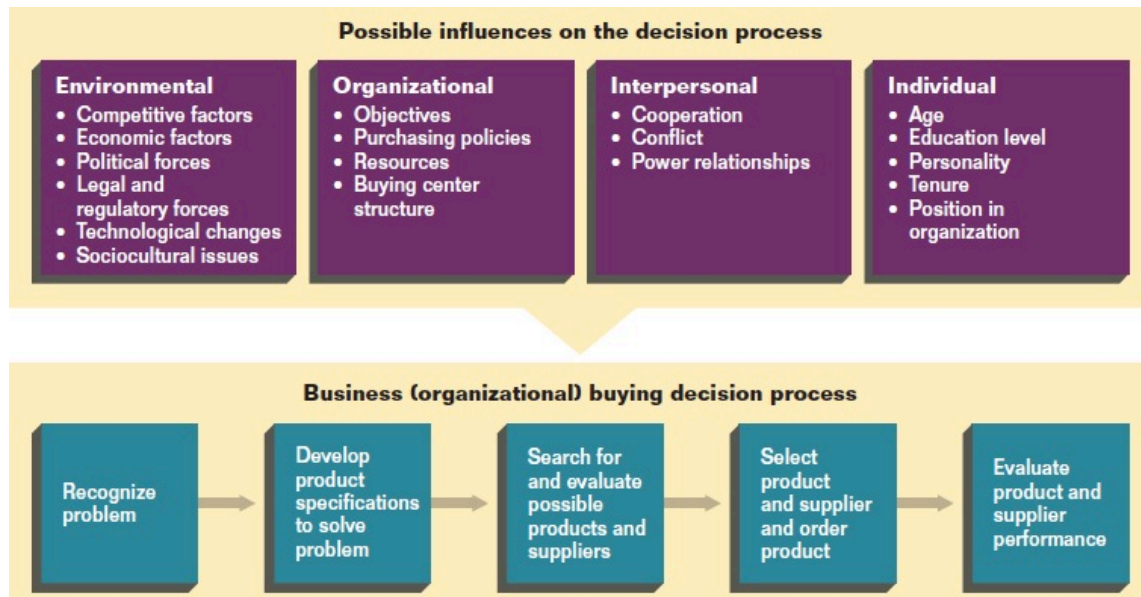 Possible influences on the decision process
Environmental
• Competitive factors
• Economic factors
• Political forces
• Legal and
regulatory forces
• Technological changes
• Sociocultural issues
Organizational
• Objectives
• Purchasing policies
• Resources
• Buying center
structure
Interpersonal
• Cooperation
• Conflict
• Power relationships
Individual
• Age
• Education level
• Personality
• Tenure
• Position in
organization
Business (organizational) buying decision process
Recognize
problem
Develop
product
specifications
to solve
problem
Search for
and evaluate
possible
products and
suppliers
Select
product
and supplier
and order
product
Evaluate
product and
supplier
performance